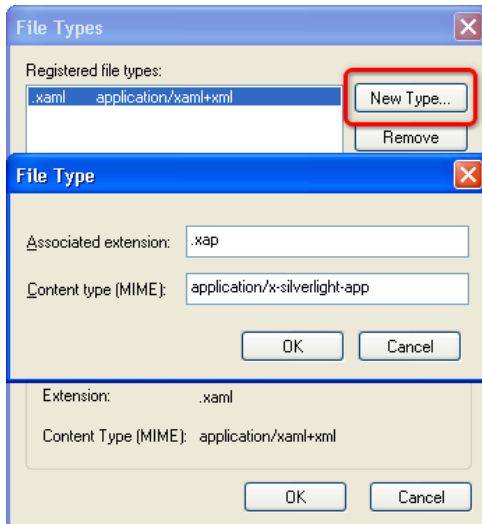 File Types
Registered file types:
.xaml application/xaml+xml
New Type...
Remove
File Type
Associated extension: .xap
Content type (MIME): application/x-silverlight-app
OK Cancel
Extension: .xaml
Content Type (MIME): application/xaml+xml
OK Cancel